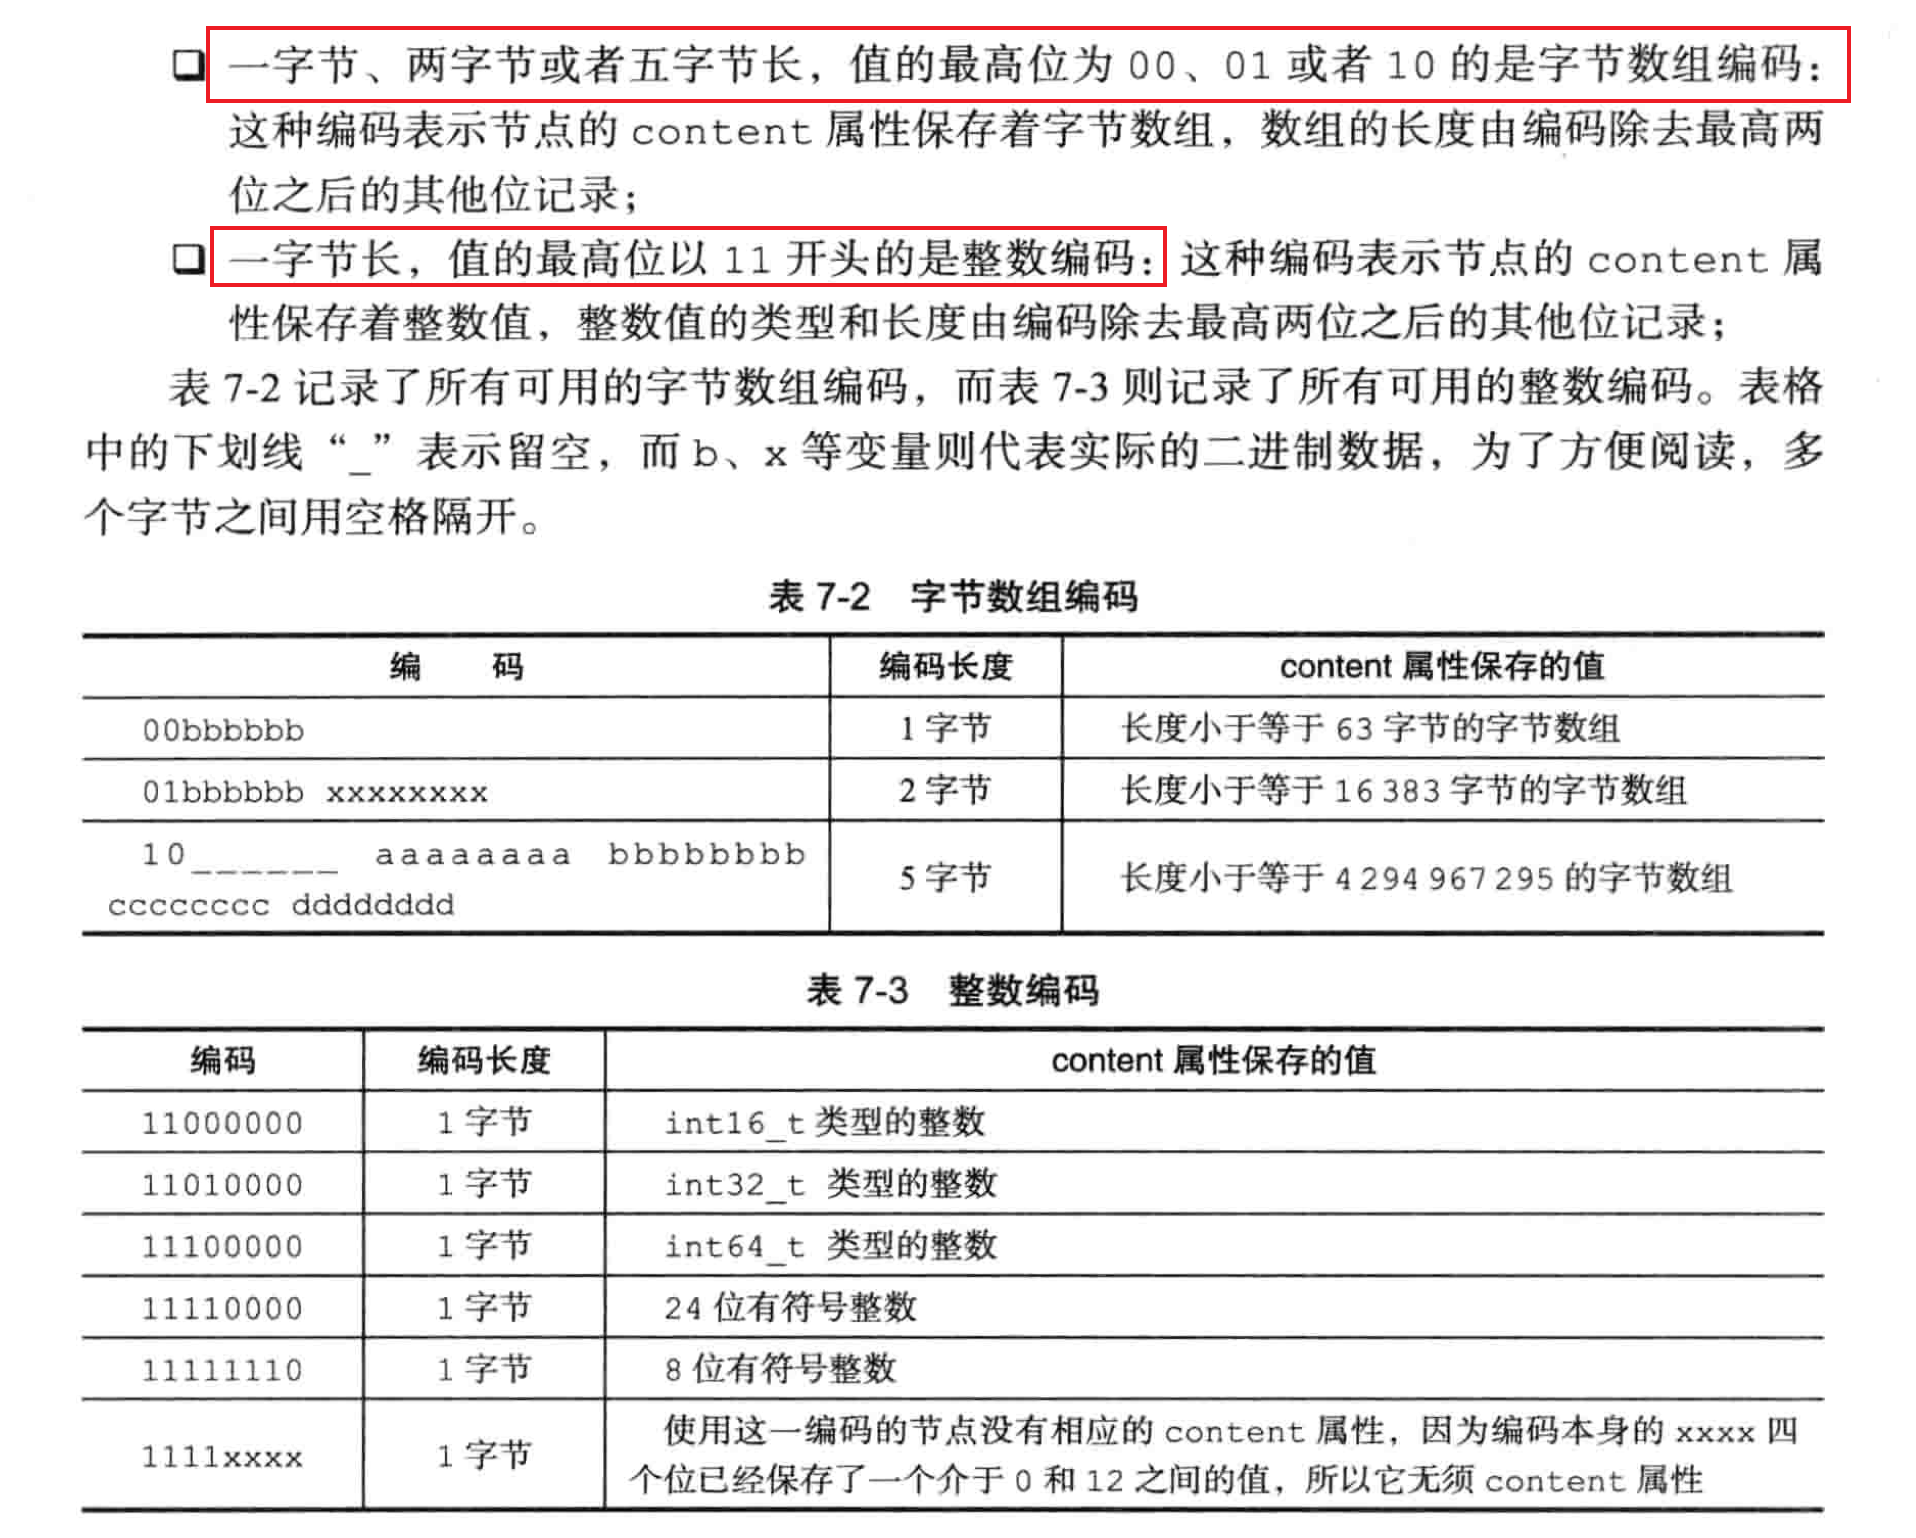 ❏ 一字节、两字节或者五字节长，值的最高位为 00、01 或者 10 的是字节数组编码：
这种编码表示节点的 content 属性保存着字节数组，数组的长度由编码除去最高两
位之后的其他位记录；
❏ 一字节长，值的最高位以 11 开头的是整数编码：这种编码表示节点的 content 属
性保存着整数值，整数值的类型和长度由编码除去最高两位之后的其他位记录；
表 7-2 记录了所有可用的字节数组编码，而表 7-3 则记录了所有可用的整数编码。表格
中的下划线“_”表示留空，而 b、x 等变量则代表实际的二进制数据，为了方便阅读，多
个字节之间用空格隔开。
表 7-2 字节数组编码
编 码 编码长度 content 属性保存的值
00bbbbbb 1 字节 长度小于等于 63 字节的字节数组
01bbbbbb xxxxxxxx 2 字节 长度小于等于 16 383 字节的字节数组
10______ aaaaaaaa bbbbbbbb
cccccccc dddddddd 5 字节 长度小于等于 4 294 967 295 的字节数组
表 7-3 整数编码
编码 编码长度 content 属性保存的值
11000000 1 字节 int16_t 类型的整数
11010000 1 字节 int32_t 类型的整数
11100000 1 字节 int64_t 类型的整数
11110000 1 字节 24 位有符号整数
11111110 1 字节 8 位有符号整数
1111xxxx 1 字节 使用这一编码的节点没有相应的 content 属性，因为编码本身的 xxxx 四
个位已经保存了一个介于 0 和 12 之间的值，所以它无须 content 属性